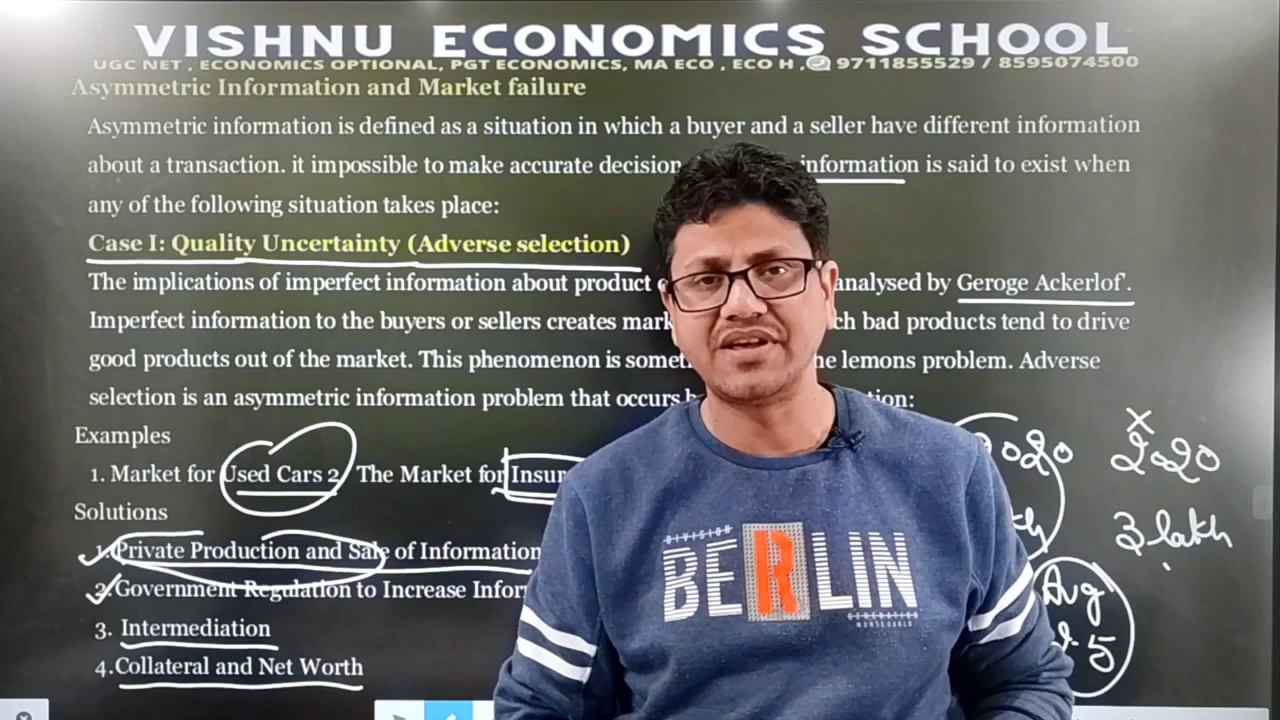 VISHNU ECONOMICS SCHOOL
UGC NET , ECONOMICS OPTIONAL, PGT ECONOMICS, MA ECO , ECO H , 9711855529 / 8595074500
Asymmetric Information and Market failure
Asymmetric information is defined as a situation in which a buyer and a seller have different information
about a transaction. it impossible to make accurate decision information is said to exist when
any of the following situation takes place:
Case I: Quality Uncertainty (Adverse selection)
The implications of imperfect information about product analysed by Geroge Ackerlof'.
Imperfect information to the buyers or sellers creates bad products tend to drive
good products out of the market. This phenomenon is lemons problem. Adverse
selection is an asymmetric information problem that occurs
Examples
1. Market for Used Cars 2 The Market for
Solutions
1. Private Production and Sale of Information
2. Government Regulation to Increase
3. Intermediation
4. Collateral and Net Worth
2020
3 lakh
Avg
5
DIVISION
BERLIN
GENERATION